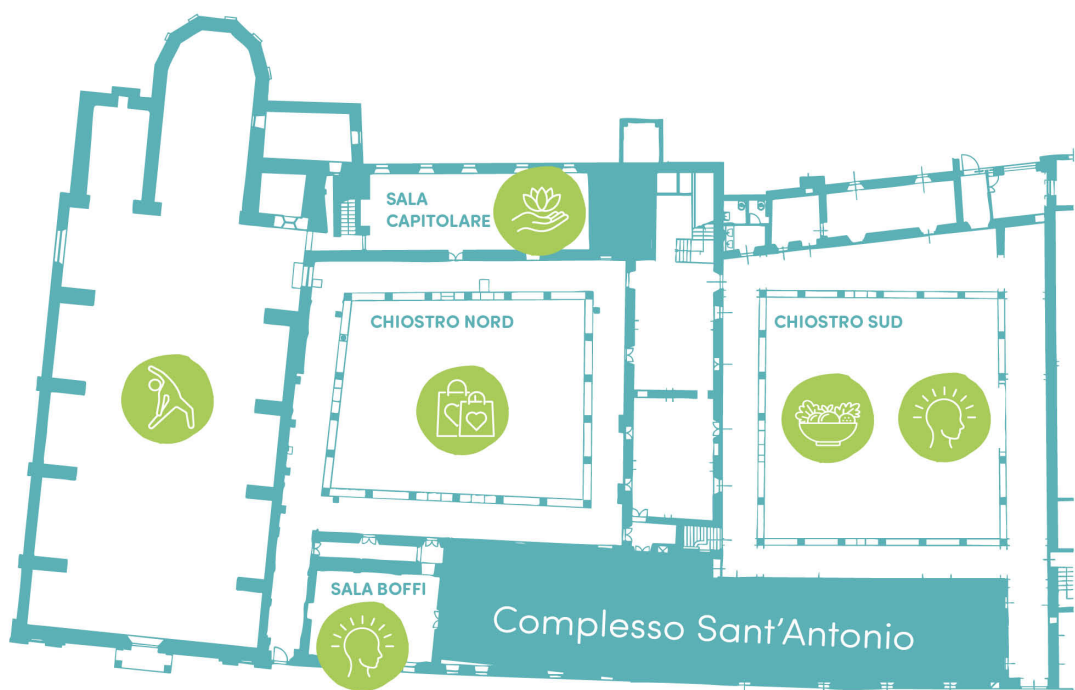 SALA
CAPITOLARE
CHIOSTRO NORD
CHIOSTRO SUD
SALA BOFFI
Complesso Sant'Antonio